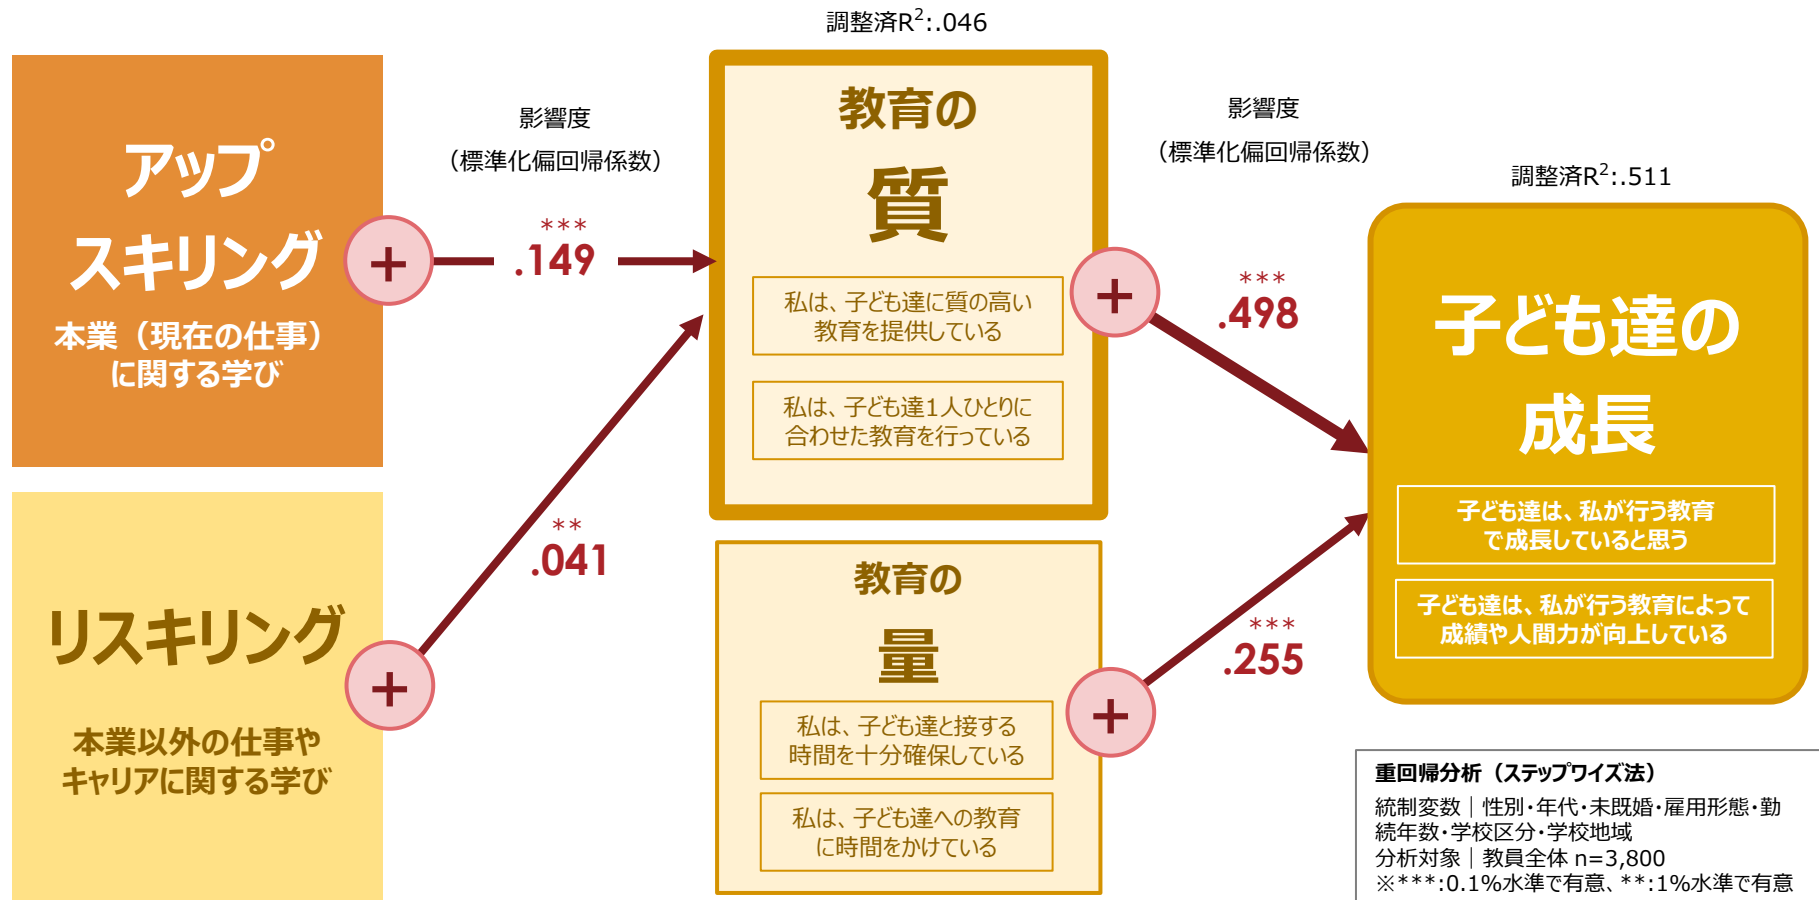 調整済R²:.046
アップ
スキリング
本業（現在の仕事）
に関する学び
影響度
（標準化偏回帰係数）
+
***
.149
リスキリング
本業以外の仕事や
キャリアに関する学び
+
**
.041
教育の
質
私は、子ども達に質の高い
教育を提供している
私は、子ども達1人ひとりに
合わせた教育を行っている
教育の
量
私は、子ども達と接する
時間を十分確保している
私は、子ども達への教育
に時間をかけている
影響度
（標準化偏回帰係数）
+
***
.498
+
***
.255
調整済R²:.511
子ども達の
成長
子ども達は、私が行う教育
で成長していると思う
子ども達は、私が行う教育によって
成績や人間力が向上している
重回帰分析（ステップワイズ法）
統制変数｜性別・年代・未既婚・雇用形態・勤
続年数・学校区分・学校地域
分析対象｜教員全体 n=3,800
※***:0.1%水準で有意、**:1%水準で有意